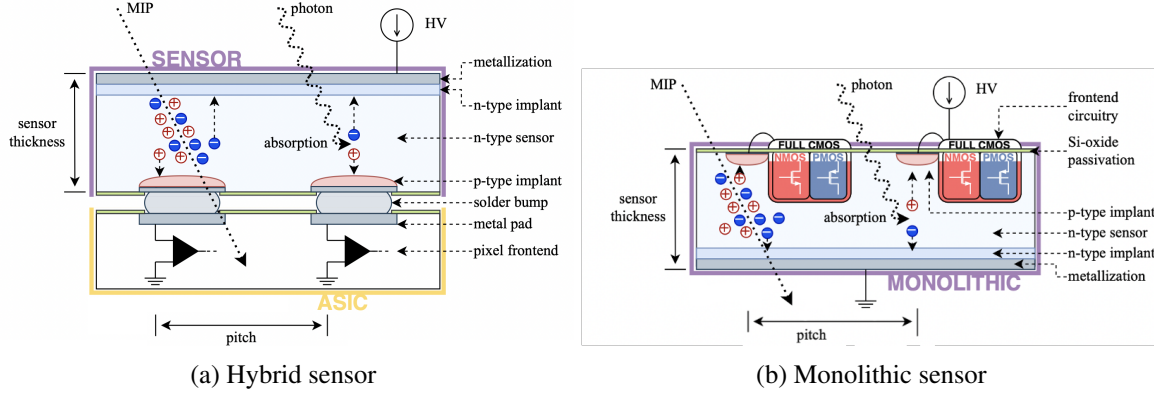 MIP
photon
HV
SENSOR
metallization
n-type implant
sensor
thickness
n-type sensor
absorption
p-type implant
solder bump
metal pad
pixel frontend
ASIC
pitch
(a) Hybrid sensor
MIP
photon
HV
frontend
circuitry
FULL CMOS
FULL CMOS
Si-oxide
passivation
NMOS
PMOS
NMOS
PMOS
sensor
thickness
absorption
p-type implant
n-type sensor
n-type implant
metallization
MONOLITHIC
pitch
(b) Monolithic sensor